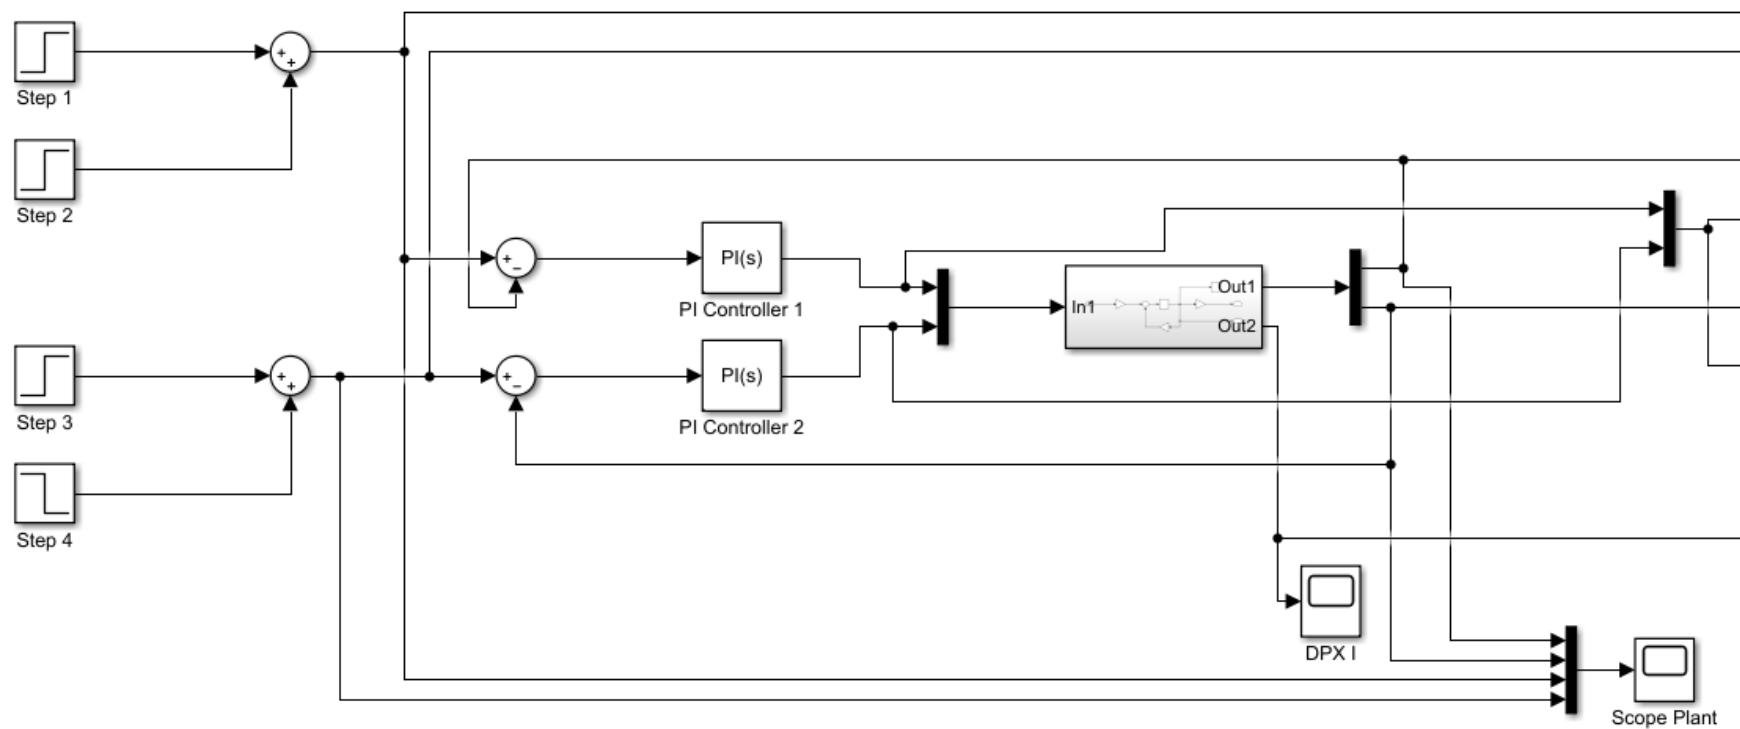 Step 1
Step 2
PI(s)
PI Controller 1
In1
Out1
Out2
Step 3
PI(s)
PI Controller 2
Step 4
DPX I
Scope Plant